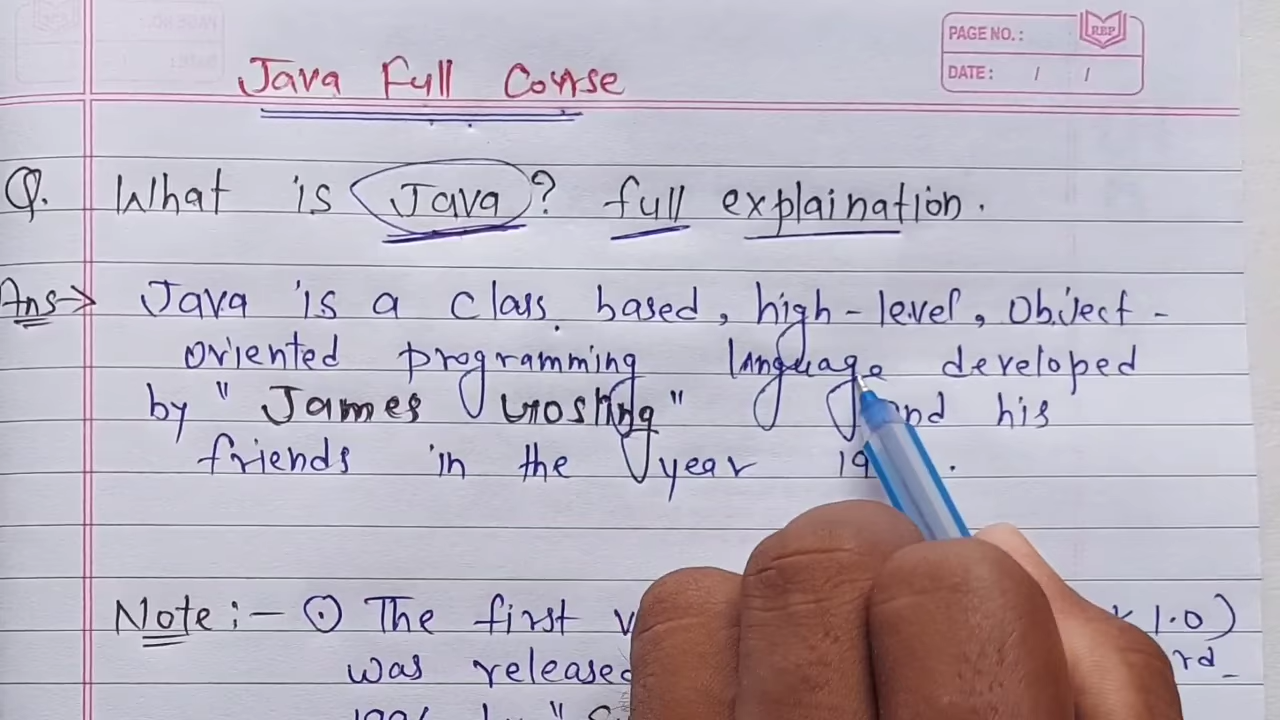 REP
PAGE NO.:
DATE: / /
Java Full Course
Q. What is Java? full explaination.
Ans→ Java is a class based, high-level, Object-
oriented programming language developed
by "James Gosling" and his
friends in the year 19 .
Note:- ⊙ The first 1.0)
was released rd
by "